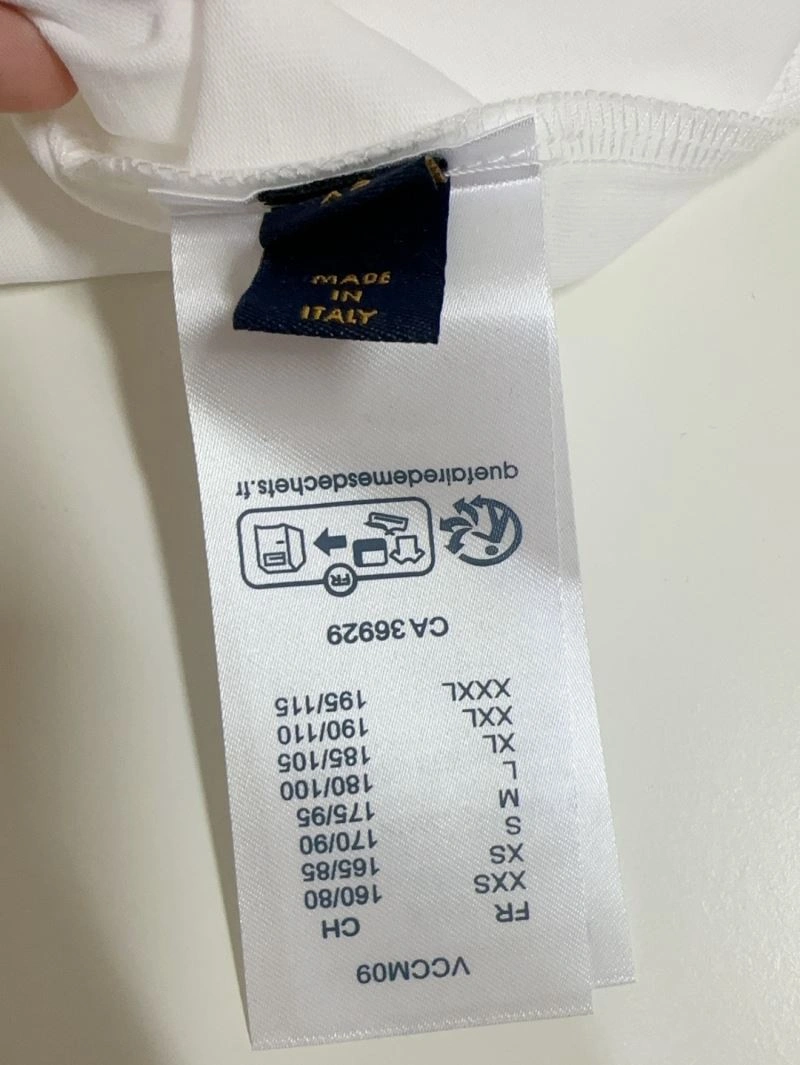 MADE
IN
ITALY
VCCM09
FR CH
XXS 160/80
XS 165/85
S 170/90
M 175/95
L 180/100
XL 185/105
XXL 190/110
XXXL 195/115
CA 36929
FR
quefairedemesdechets.fr